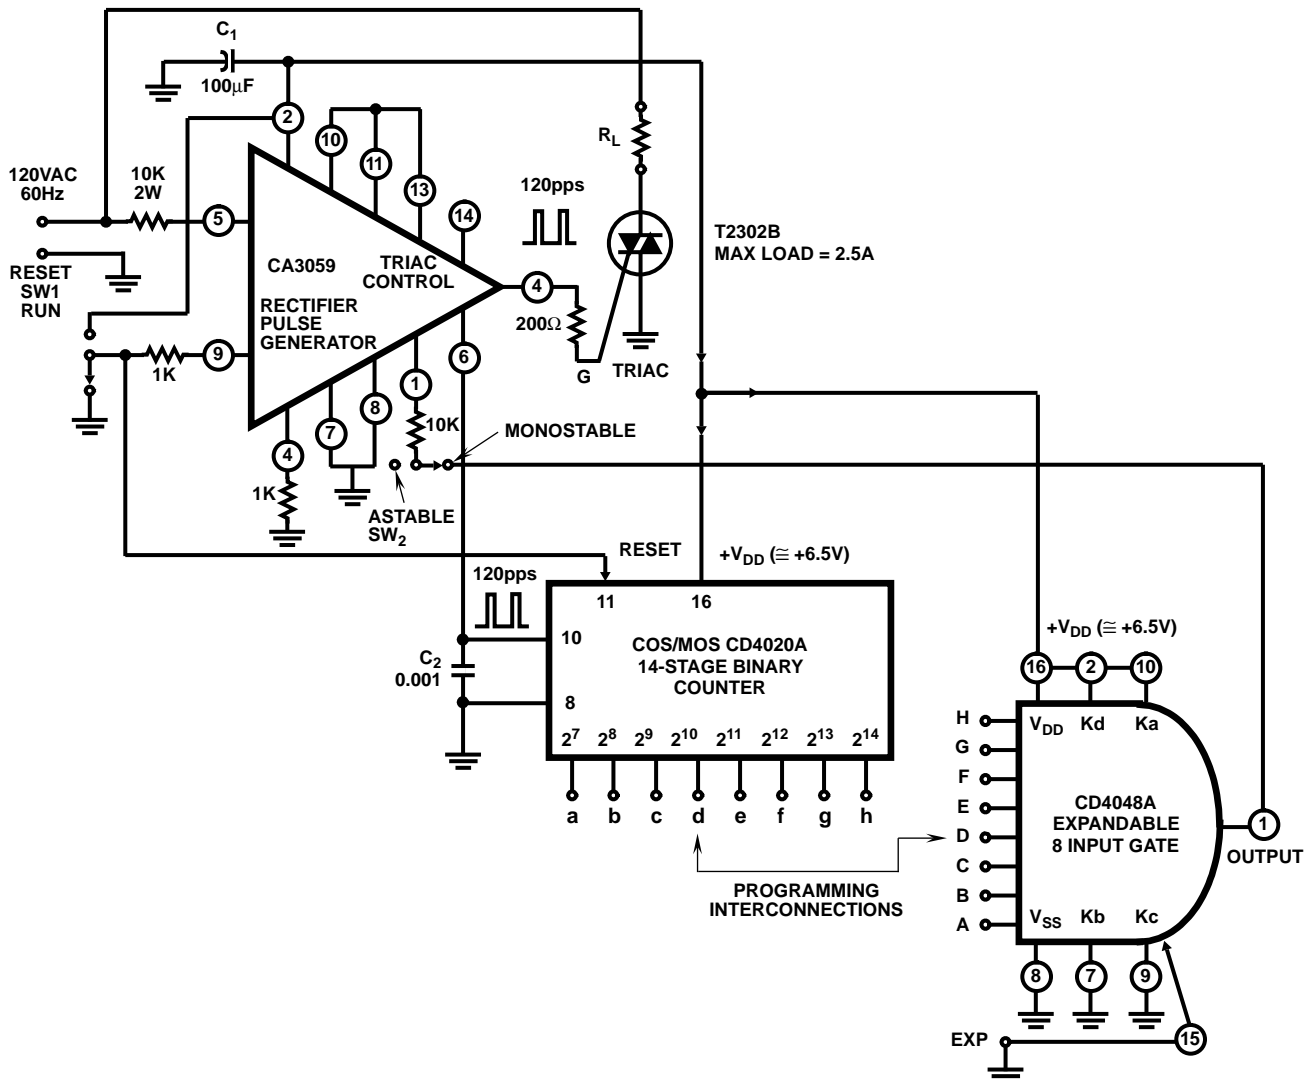 C1
100μF
2
10
11
13
14
RL
120VAC
60Hz
10K
2W
5
120pps
4
T2302B
MAX LOAD = 2.5A
RESET
SW1
RUN
CA3059
TRIAC
CONTROL
RECTIFIER
PULSE
GENERATOR
200Ω
G
TRIAC
1K
9
6
1
8
7
4
10K
MONOSTABLE
1K
ASTABLE
SW2
RESET
+VDD (≅ +6.5V)
120pps
11
16
10
C2
0.001
8
COS/MOS CD4020A
14-STAGE BINARY
COUNTER
2^7 2^8 2^9 2^10 2^11 2^12 2^13 2^14
a b c d e f g h
PROGRAMMING
INTERCONNECTIONS
+VDD (≅ +6.5V)
16 2 10
VDD Kd Ka
H
G
F
E
D
C
B
A
CD4048A
EXPANDABLE
8 INPUT GATE
1
OUTPUT
VSS Kb Kc
8 7 9
EXP
15